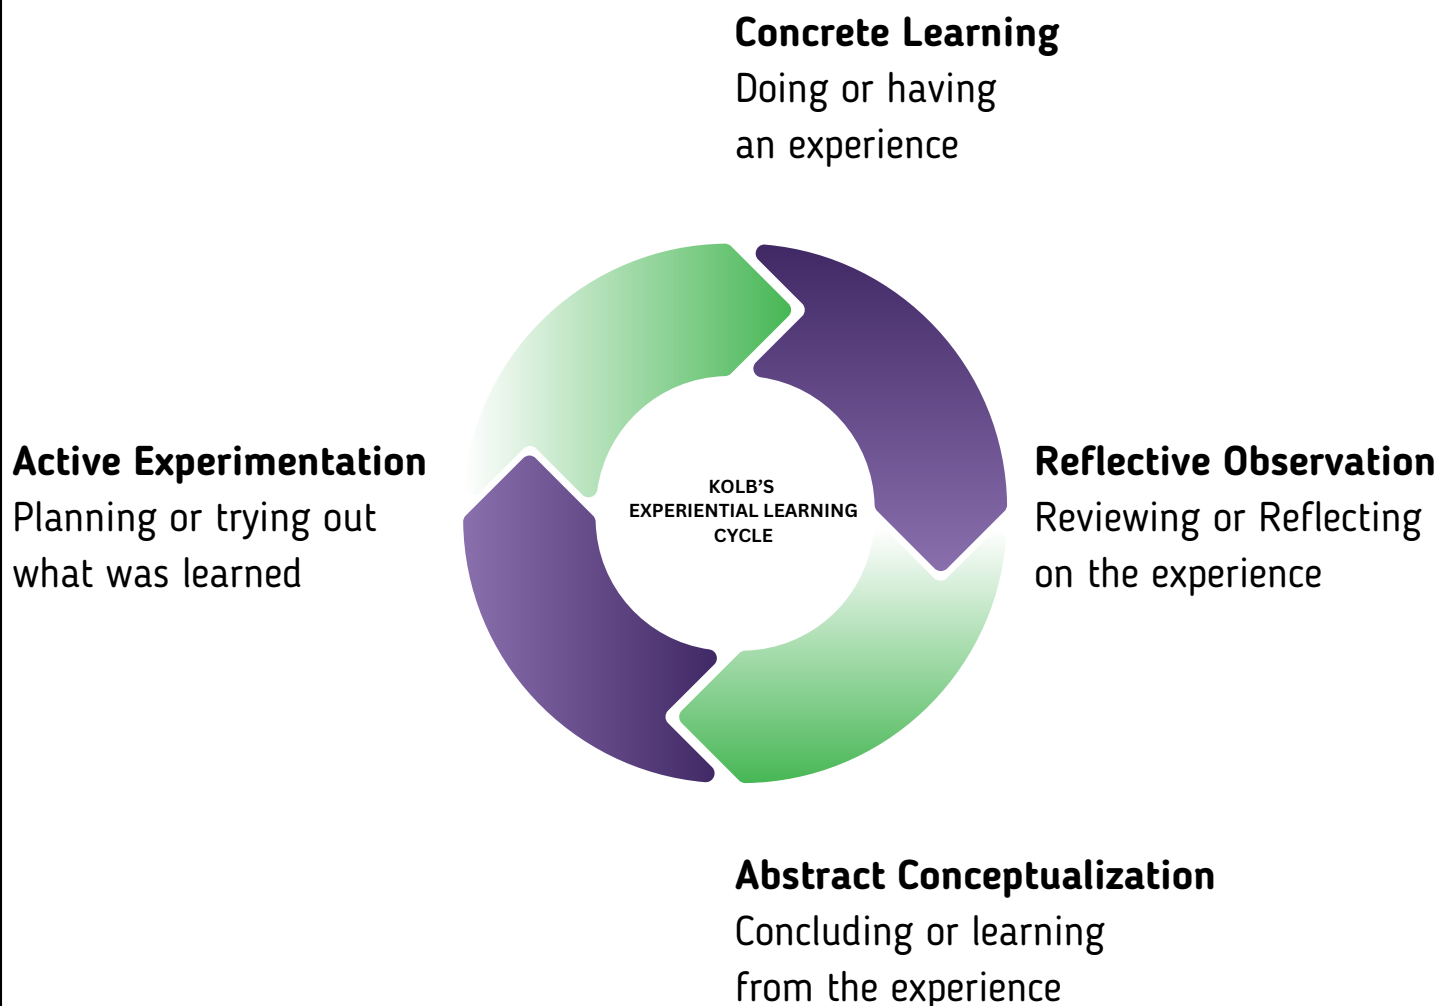 Concrete Learning
Doing or having
an experience
Active Experimentation
Planning or trying out
what was learned
KOLB’S
EXPERIENTIAL LEARNING
CYCLE
Reflective Observation
Reviewing or Reflecting
on the experience
Abstract Conceptualization
Concluding or learning
from the experience